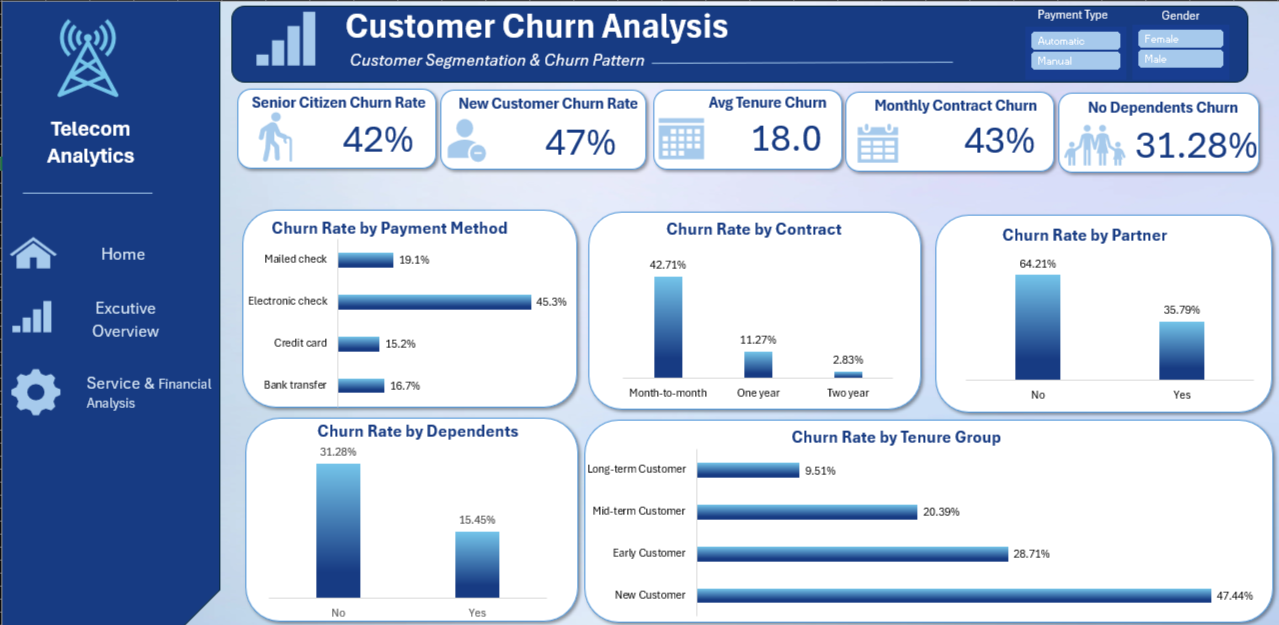 Telecom
Analytics
Home
Excutive
Overview
Service & Financial
Analysis
Customer Churn Analysis
Customer Segmentation & Churn Pattern
Payment Type
Automatic
Manual
Gender
Female
Male
Senior Citizen Churn Rate
42%
New Customer Churn Rate
47%
Avg Tenure Churn
18.0
Monthly Contract Churn
43%
No Dependents Churn
31.28%
Churn Rate by Payment Method
Mailed check 19.1%
Electronic check 45.3%
Credit card 15.2%
Bank transfer 16.7%
Churn Rate by Contract
42.71%
11.27%
2.83%
Month-to-month One year Two year
Churn Rate by Partner
64.21%
35.79%
No Yes
Churn Rate by Dependents
31.28%
15.45%
No Yes
Churn Rate by Tenure Group
Long-term Customer 9.51%
Mid-term Customer 20.39%
Early Customer 28.71%
New Customer 47.44%